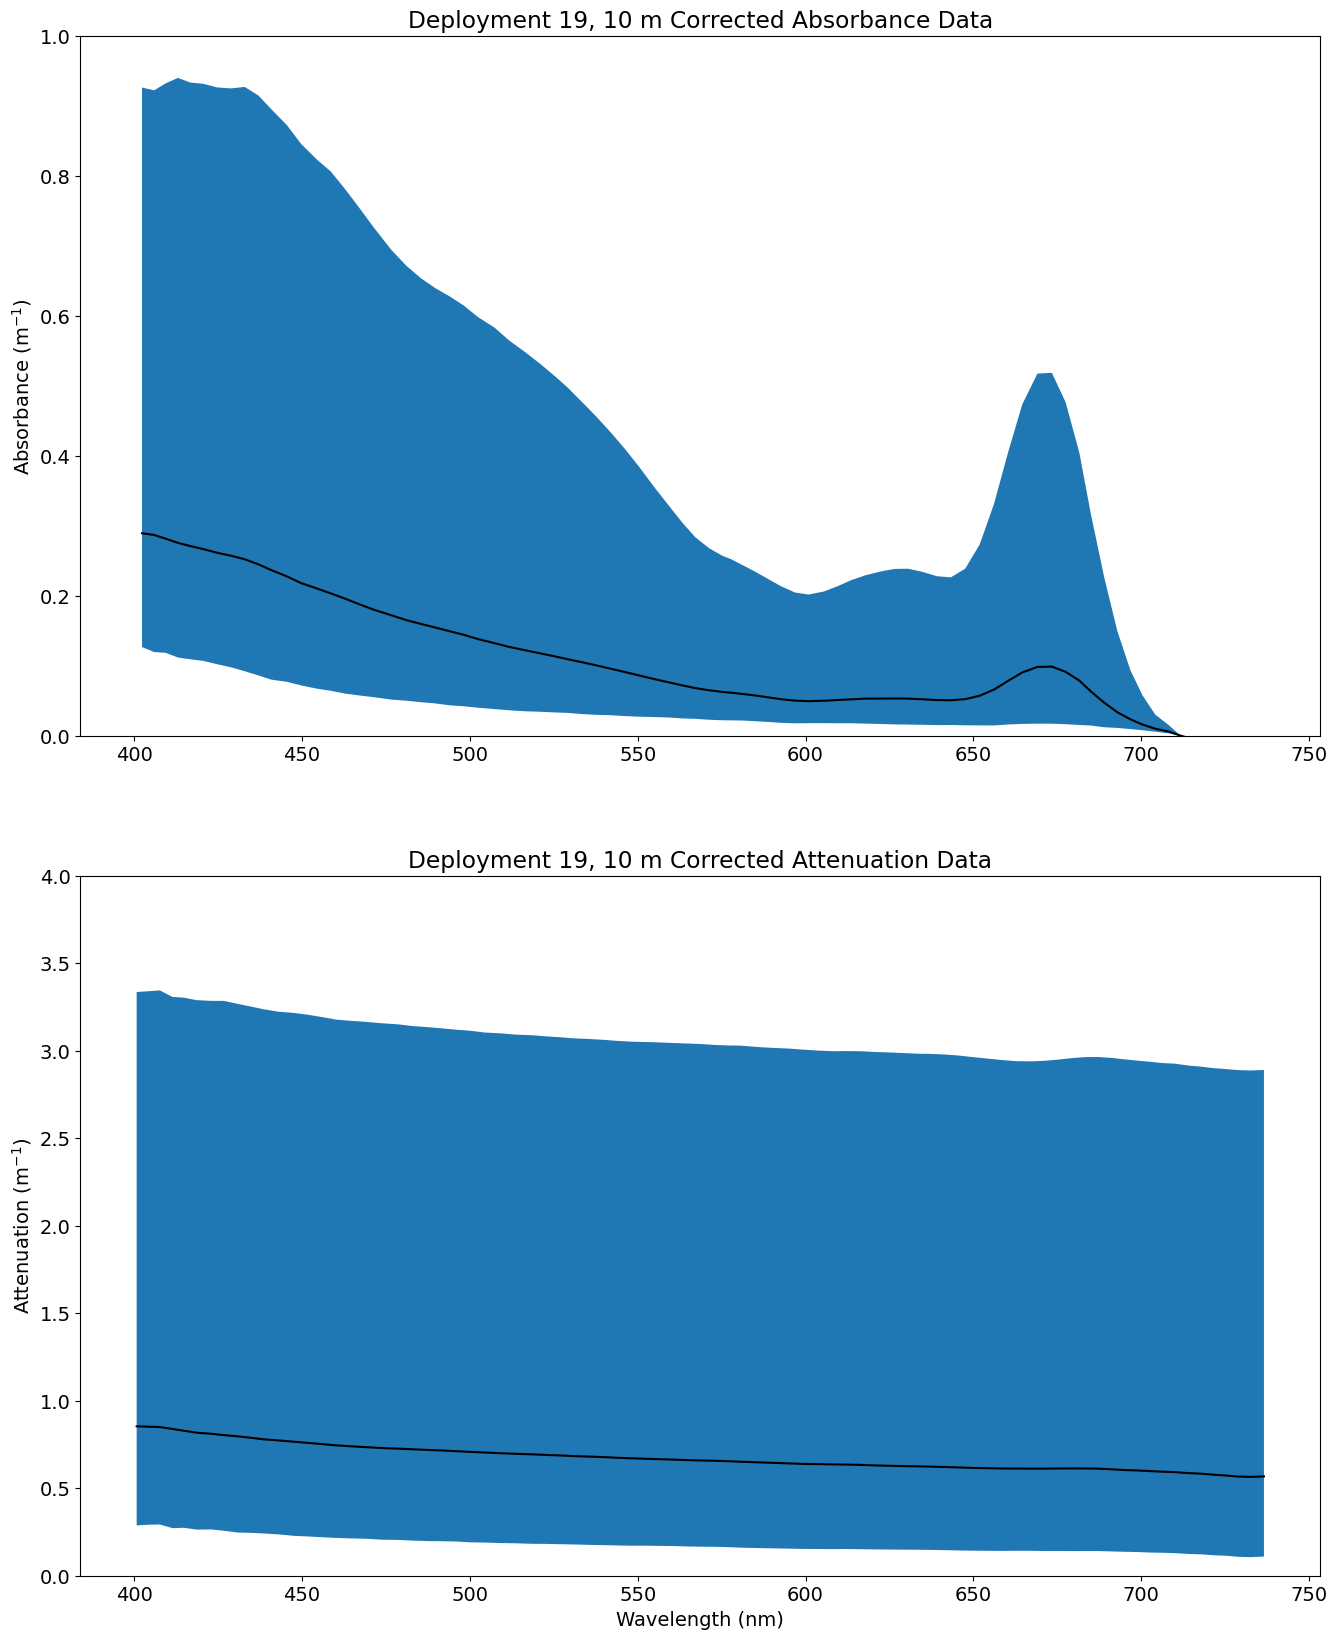 Deployment 19, 10 m Corrected Absorbance Data
1.0
0.8
0.6
0.4
0.2
0.0
Absorbance (m⁻¹)
400 450 500 550 600 650 700 750
Deployment 19, 10 m Corrected Attenuation Data
4.0
3.5
3.0
2.5
2.0
1.5
1.0
0.5
0.0
Attenuation (m⁻¹)
400 450 500 550 600 650 700 750
Wavelength (nm)